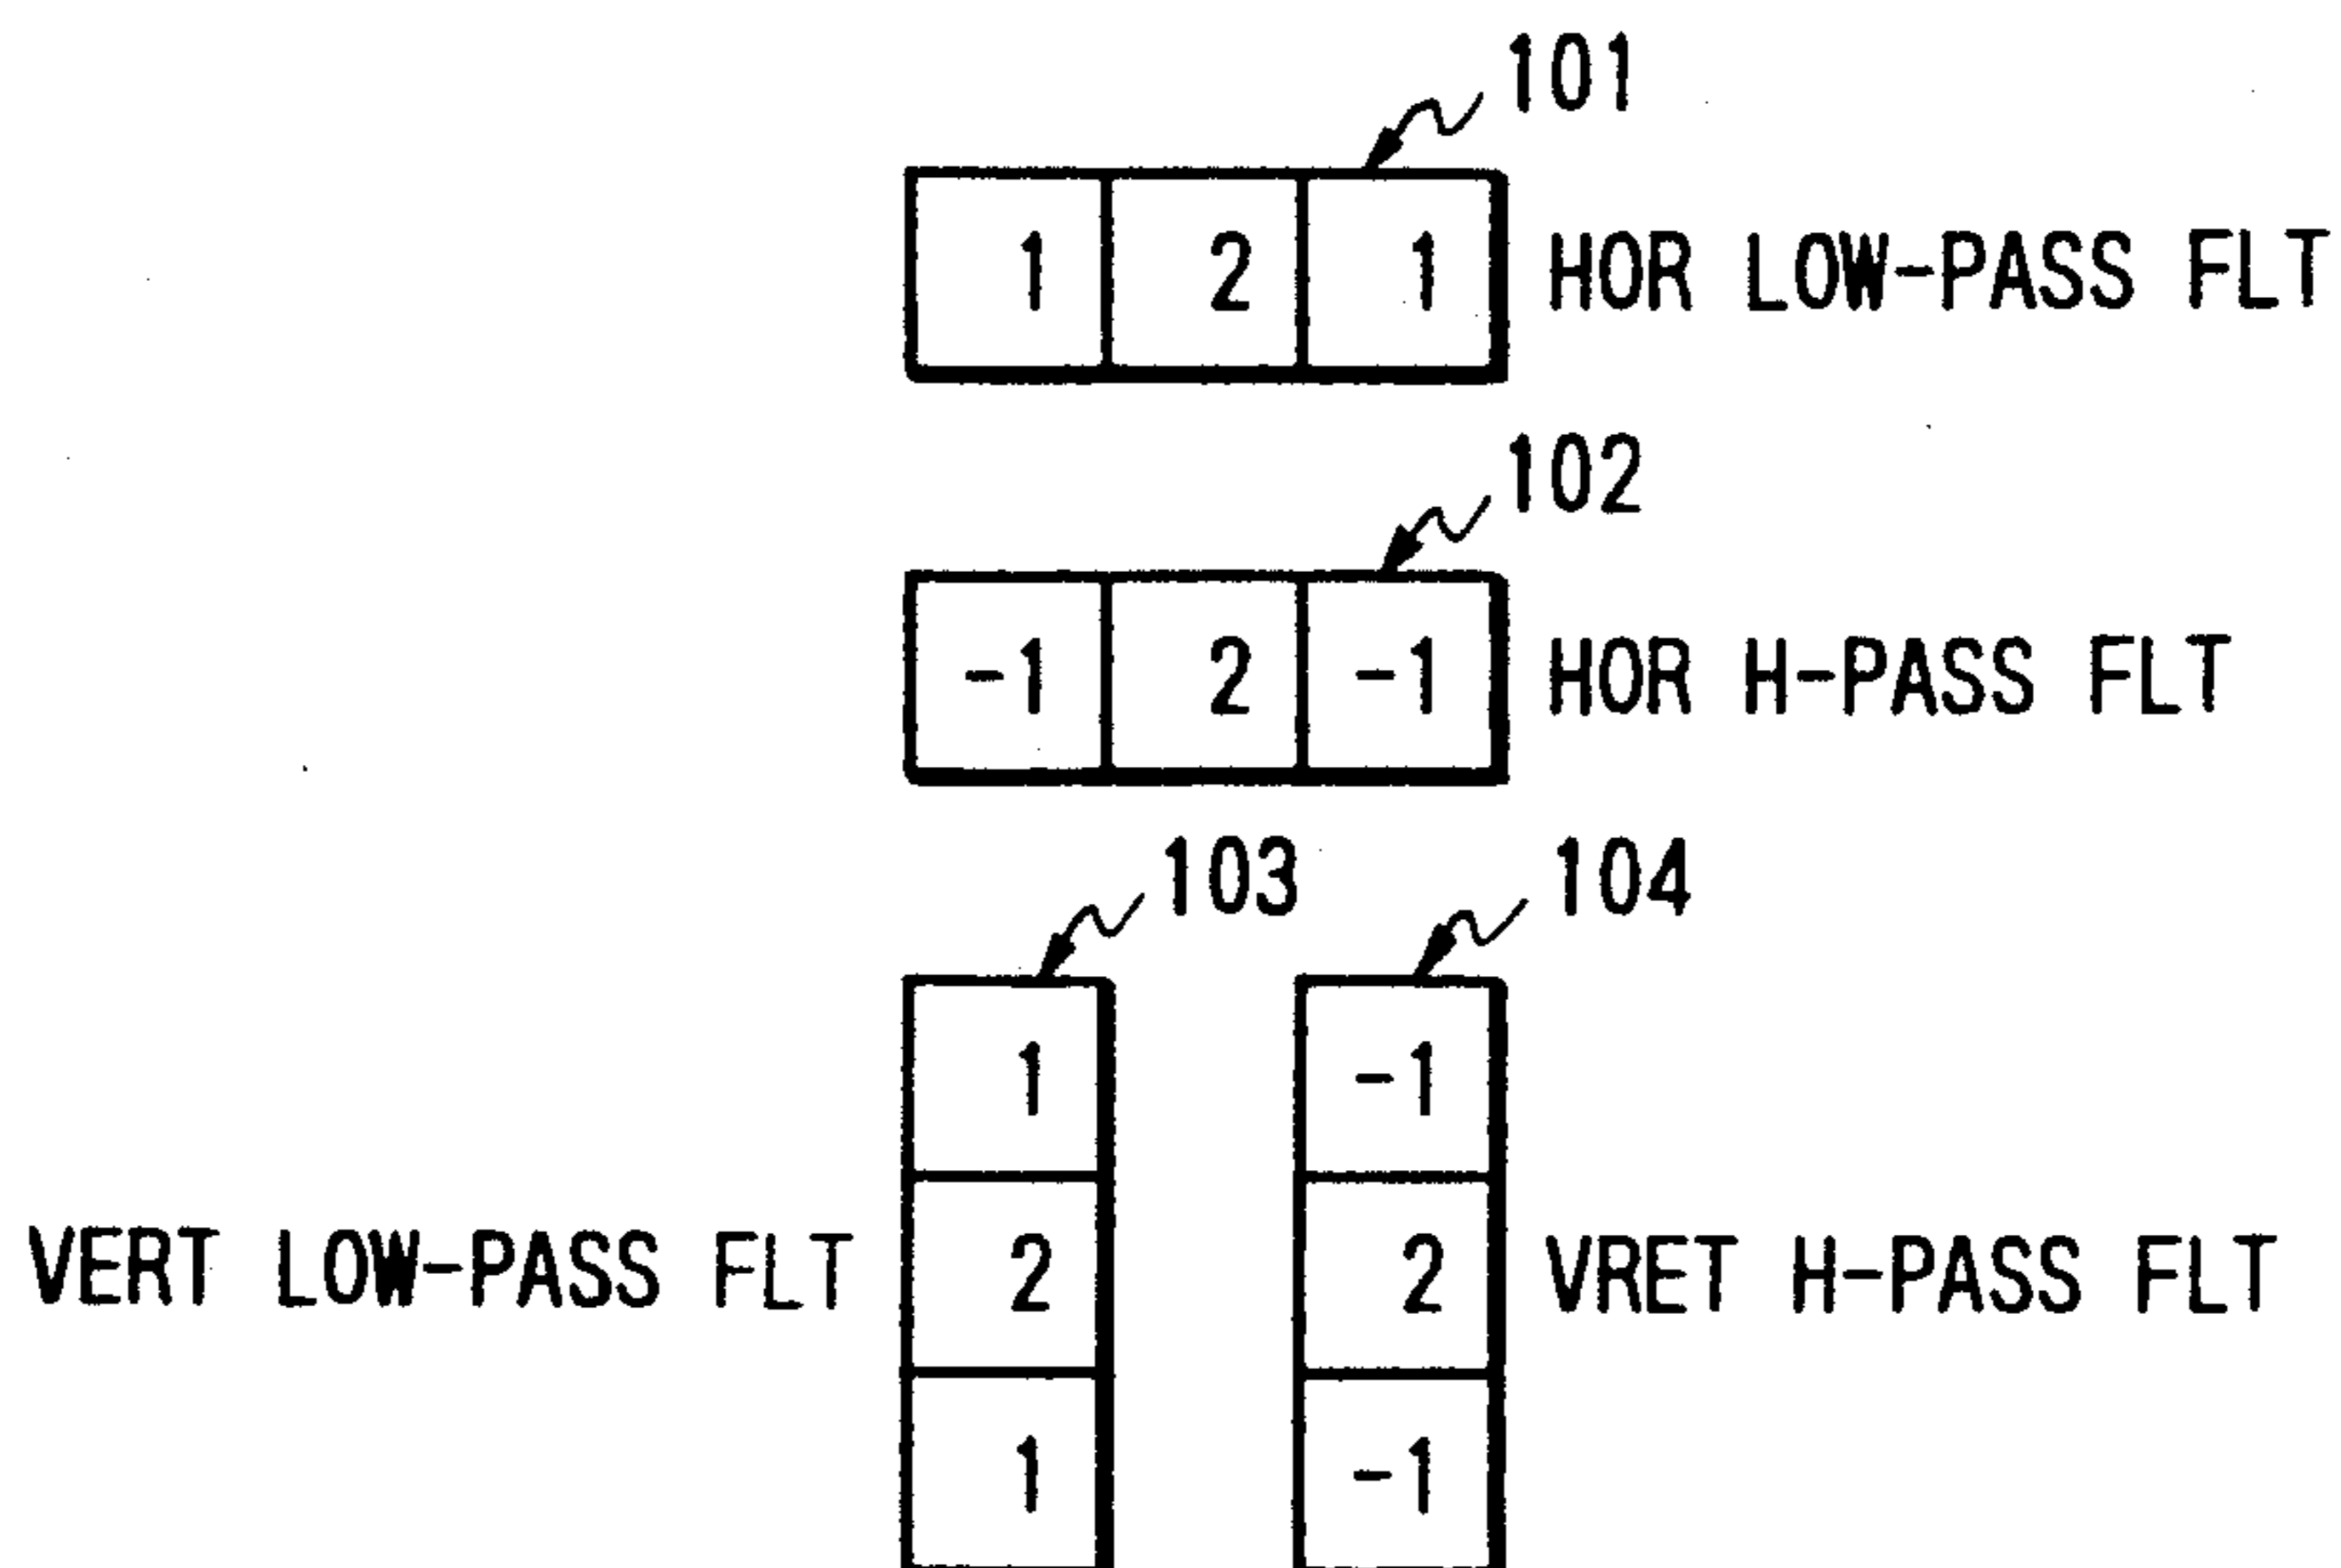 101
1 2 1 HOR LOW-PASS FLT
102
-1 2 -1 HOR H-PASS FLT
103 104
1 -1
VERT LOW-PASS FLT 2 2 VRET H-PASS FLT
1 -1